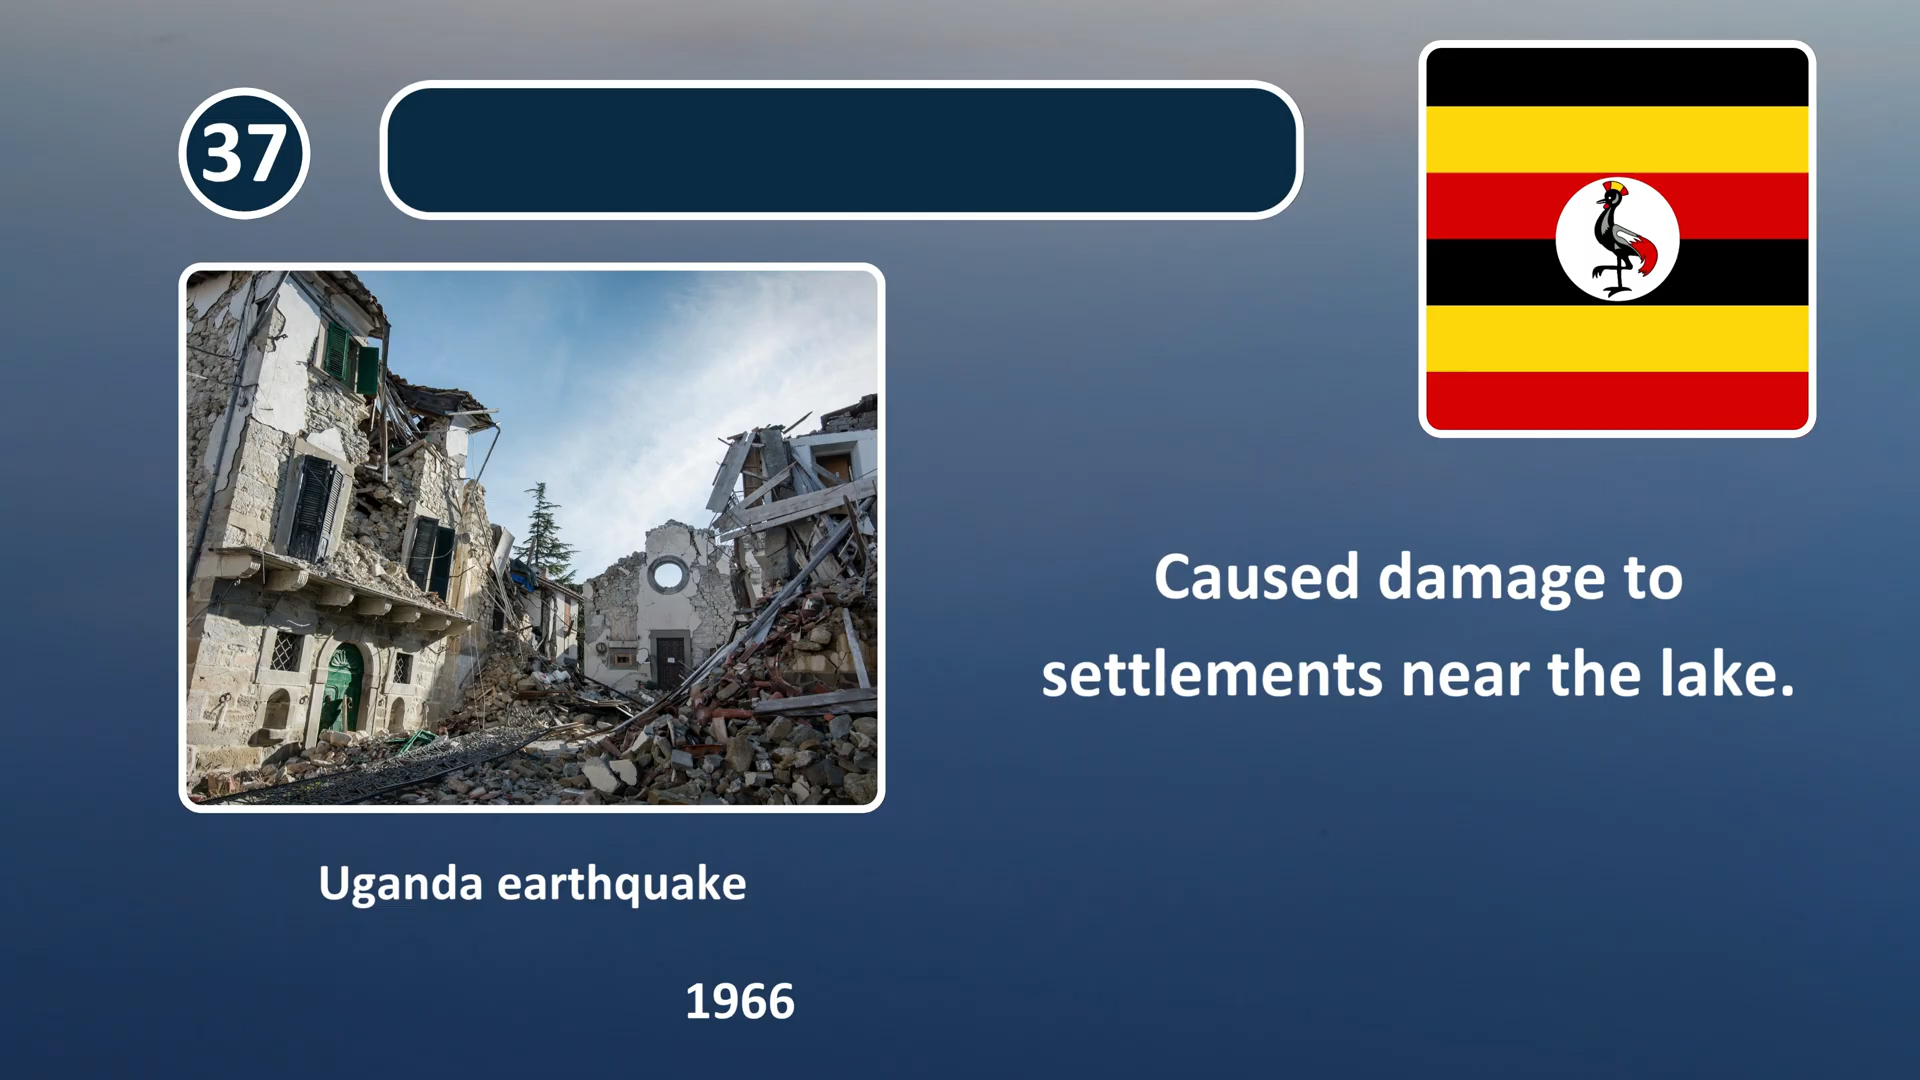 37
Caused damage to
settlements near the lake.
Uganda earthquake
1966